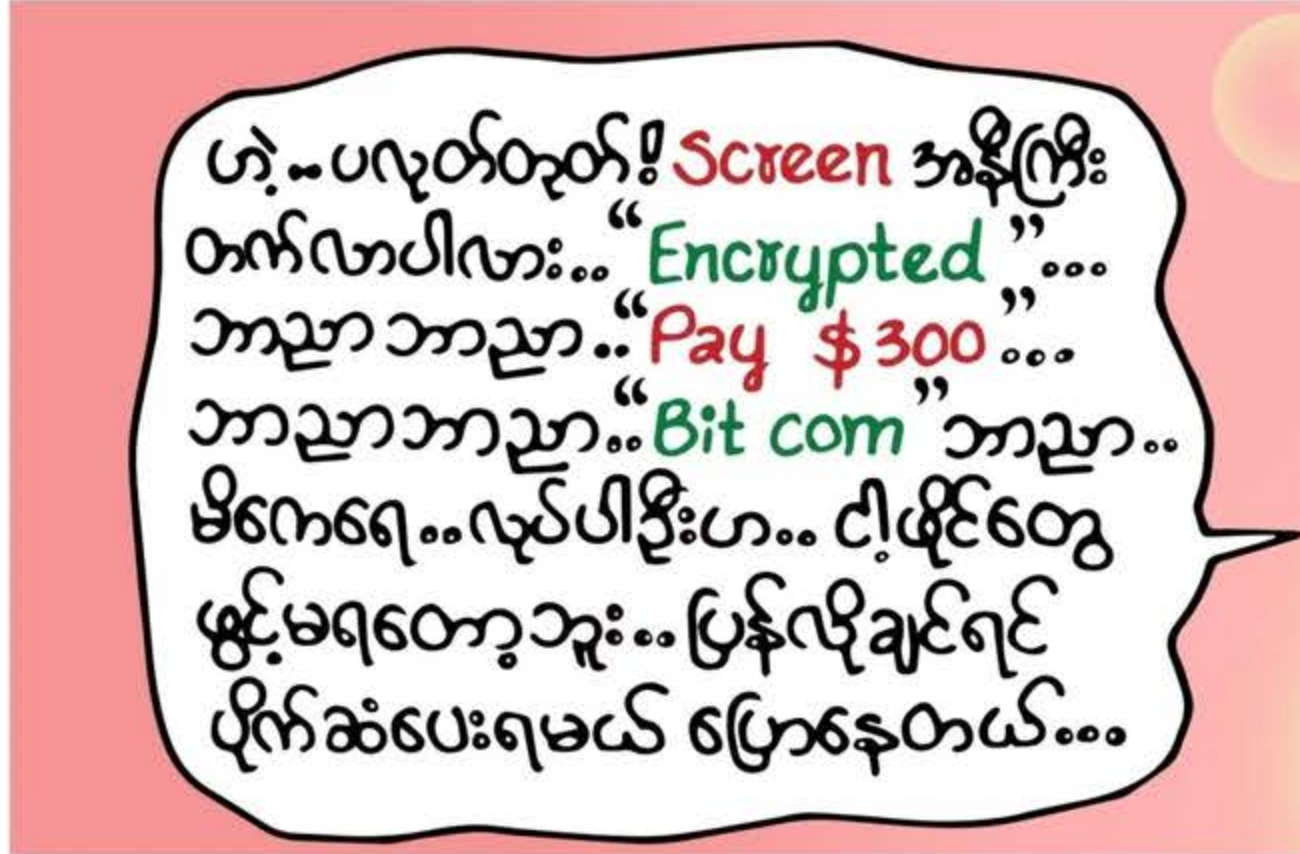 ဟဲ့..ပလုတ်တုတ်! Screen အနီကြီး
တက်လာပါလား.. “Encrypted”...
ဘာညာ ဘာညာ.. “Pay $300”...
ဘာညာဘာညာ.. “Bit com” ဘာညာ..
မိကေရေ..လုပ်ပါဦးဟ.. ငါ့ဖိုင်တွေ
ဖွင့်မရတော့ဘူး.. ပြန်လိုချင်ရင်
ပိုက်ဆံပေးရမယ် ပြောနေတယ်...